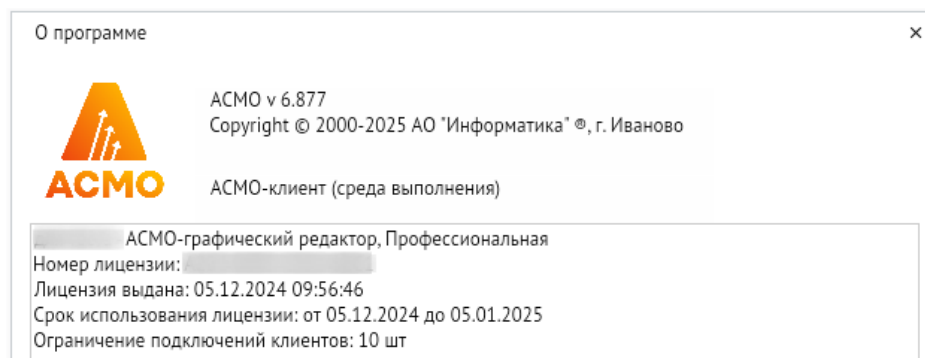 О программе
АСМО
АСМО v 6.877
Copyright © 2000-2025 АО "Информатика" ®, г. Иваново
АСМО-клиент (среда выполнения)
АСМО-графический редактор, Профессиональная
Номер лицензии:
Лицензия выдана: 05.12.2024 09:56:46
Срок использования лицензии: от 05.12.2024 до 05.01.2025
Ограничение подключений клиентов: 10 шт